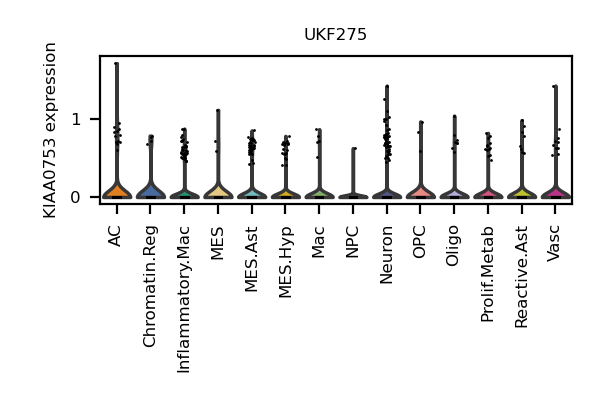 UKF275
KIAA0753 expression
1
0
AC
Chromatin.Reg
Inflammatory.Mac
MES
MES.Ast
MES.Hyp
Mac
NPC
Neuron
OPC
Oligo
Prolif.Metab
Reactive.Ast
Vasc